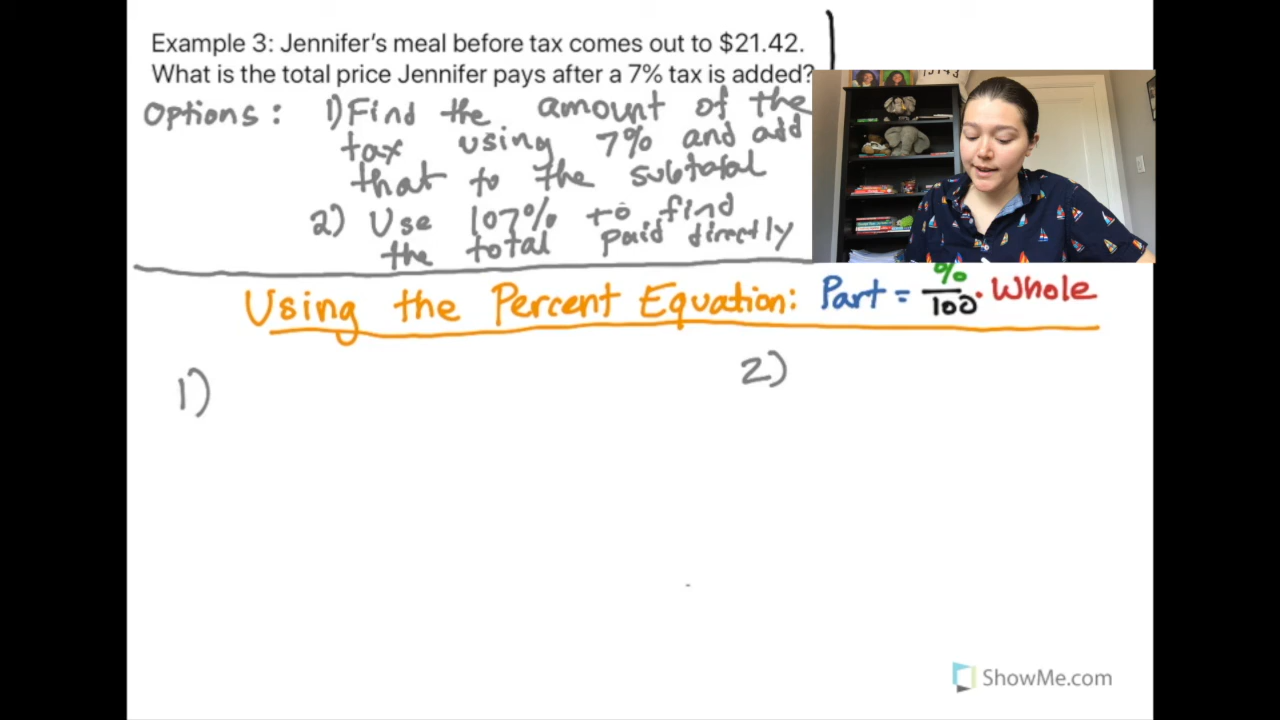 Example 3: Jennifer's meal before tax comes out to $21.42.
What is the total price Jennifer pays after a 7% tax is added?
Options: 1) Find the amount of the
tax using 7% and add
that to the subtotal
2) Use 107% to find
the total paid directly
Using the Percent Equation: Part = %/100 · Whole
1) 2)
ShowMe.com